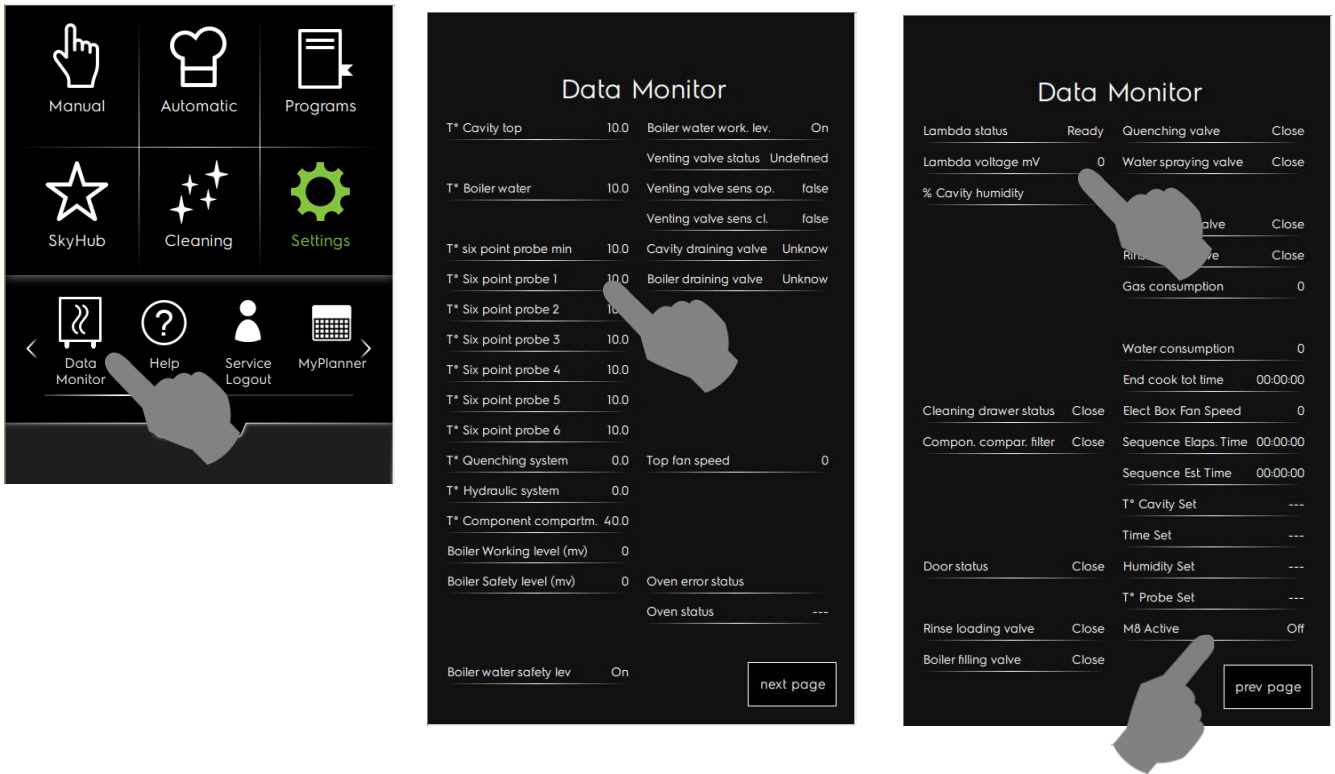 Manual
Automatic
Programs
SkyHub
Cleaning
Settings
Data
Monitor
Help
Service
Logout
MyPlanner
Data Monitor
T° Cavity top 10.0
T° Boiler water 10.0
T° six point probe min 10.0
T° Six point probe 1 10.0
T° Six point probe 2
T° Six point probe 3 10.0
T° Six point probe 4 10.0
T° Six point probe 5 10.0
T° Six point probe 6 10.0
T° Quenching system 0.0
T° Hydraulic system 0.0
T° Component compartm. 40.0
Boiler Working level (mv) 0
Boiler Safety level (mv) 0
Boiler water safety lev On
Boiler water work. lev. On
Venting valve status Undefined
Venting valve sens op. false
Venting valve sens cl. false
Cavity draining valve Unknow
Boiler draining valve Unknow
Top fan speed 0
Oven error status
Oven status ---
next page
Data Monitor
Lambda status Ready
Lambda voltage mV 0
% Cavity humidity
Cleaning drawer status Close
Compon. compar. filter Close
Door status Close
Rinse loading valve Close
Boiler filling valve Close
Quenching valve Close
Water spraying valve Close
Close
Close
Gas consumption 0
Water consumption 0
End cook tot time 00:00:00
Elect Box Fan Speed 0
Sequence Elaps. Time 00:00:00
Sequence Est Time 00:00:00
T° Cavity Set ---
Time Set ---
Humidity Set ---
T° Probe Set ---
M8 Active Off
prev page